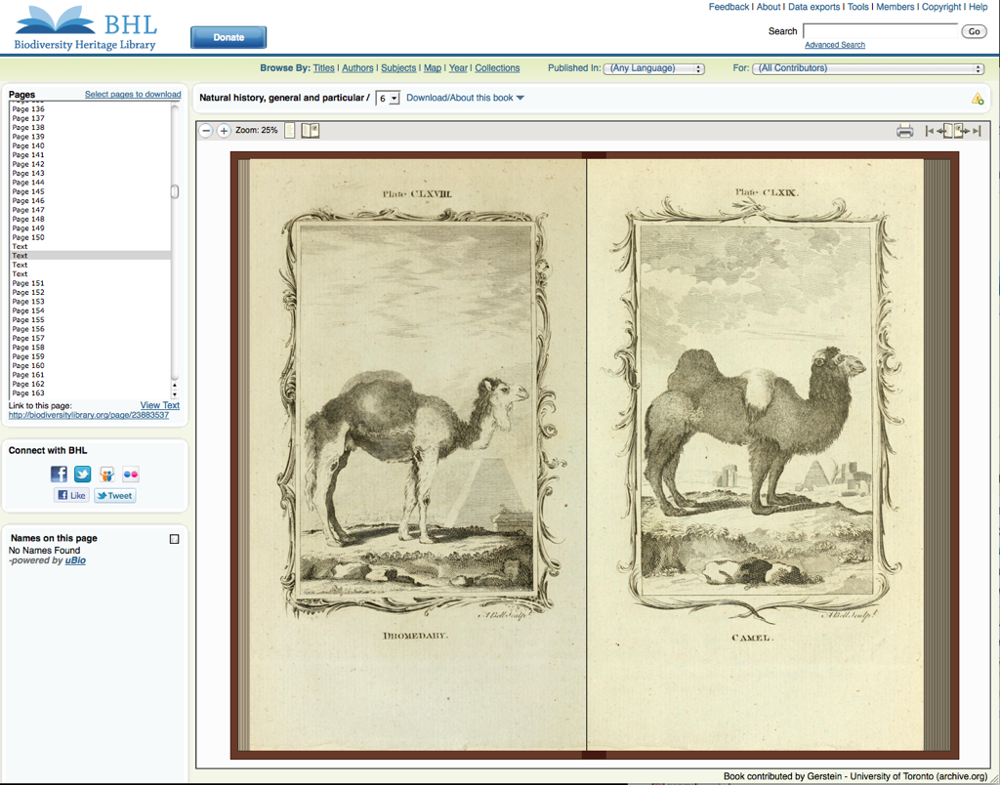 Feedback | About | Data exports | Tools | Members | Copyright | Help
BHL
Biodiversity Heritage Library
Donate
Search
Go
Advanced Search
Browse By: Titles | Authors | Subjects | Map | Year | Collections
Published In: (Any Language)
For: (All Contributors)
Pages
Select pages to download
Page 136
Page 137
Page 138
Page 139
Page 140
Page 141
Page 142
Page 143
Page 144
Page 145
Page 146
Page 147
Page 148
Page 149
Page 150
Text
Text
Text
Text
Page 151
Page 152
Page 153
Page 154
Page 155
Page 156
Page 157
Page 158
Page 159
Page 160
Page 161
Page 162
Page 163
Link to this page:
View Text
http://biodiversitylibrary.org/page/23883537
Connect with BHL
Like
Tweet
Names on this page
No Names Found
-powered by uBio
Natural history, general and particular / 6 Download/About this book
Zoom: 25%
Plate CLXVIII.
A Bell Sculpt
DROMEDARY.
Plate CLXIX.
A Bell Sculpt
CAMEL.
Book contributed by Gerstein - University of Toronto (archive.org)